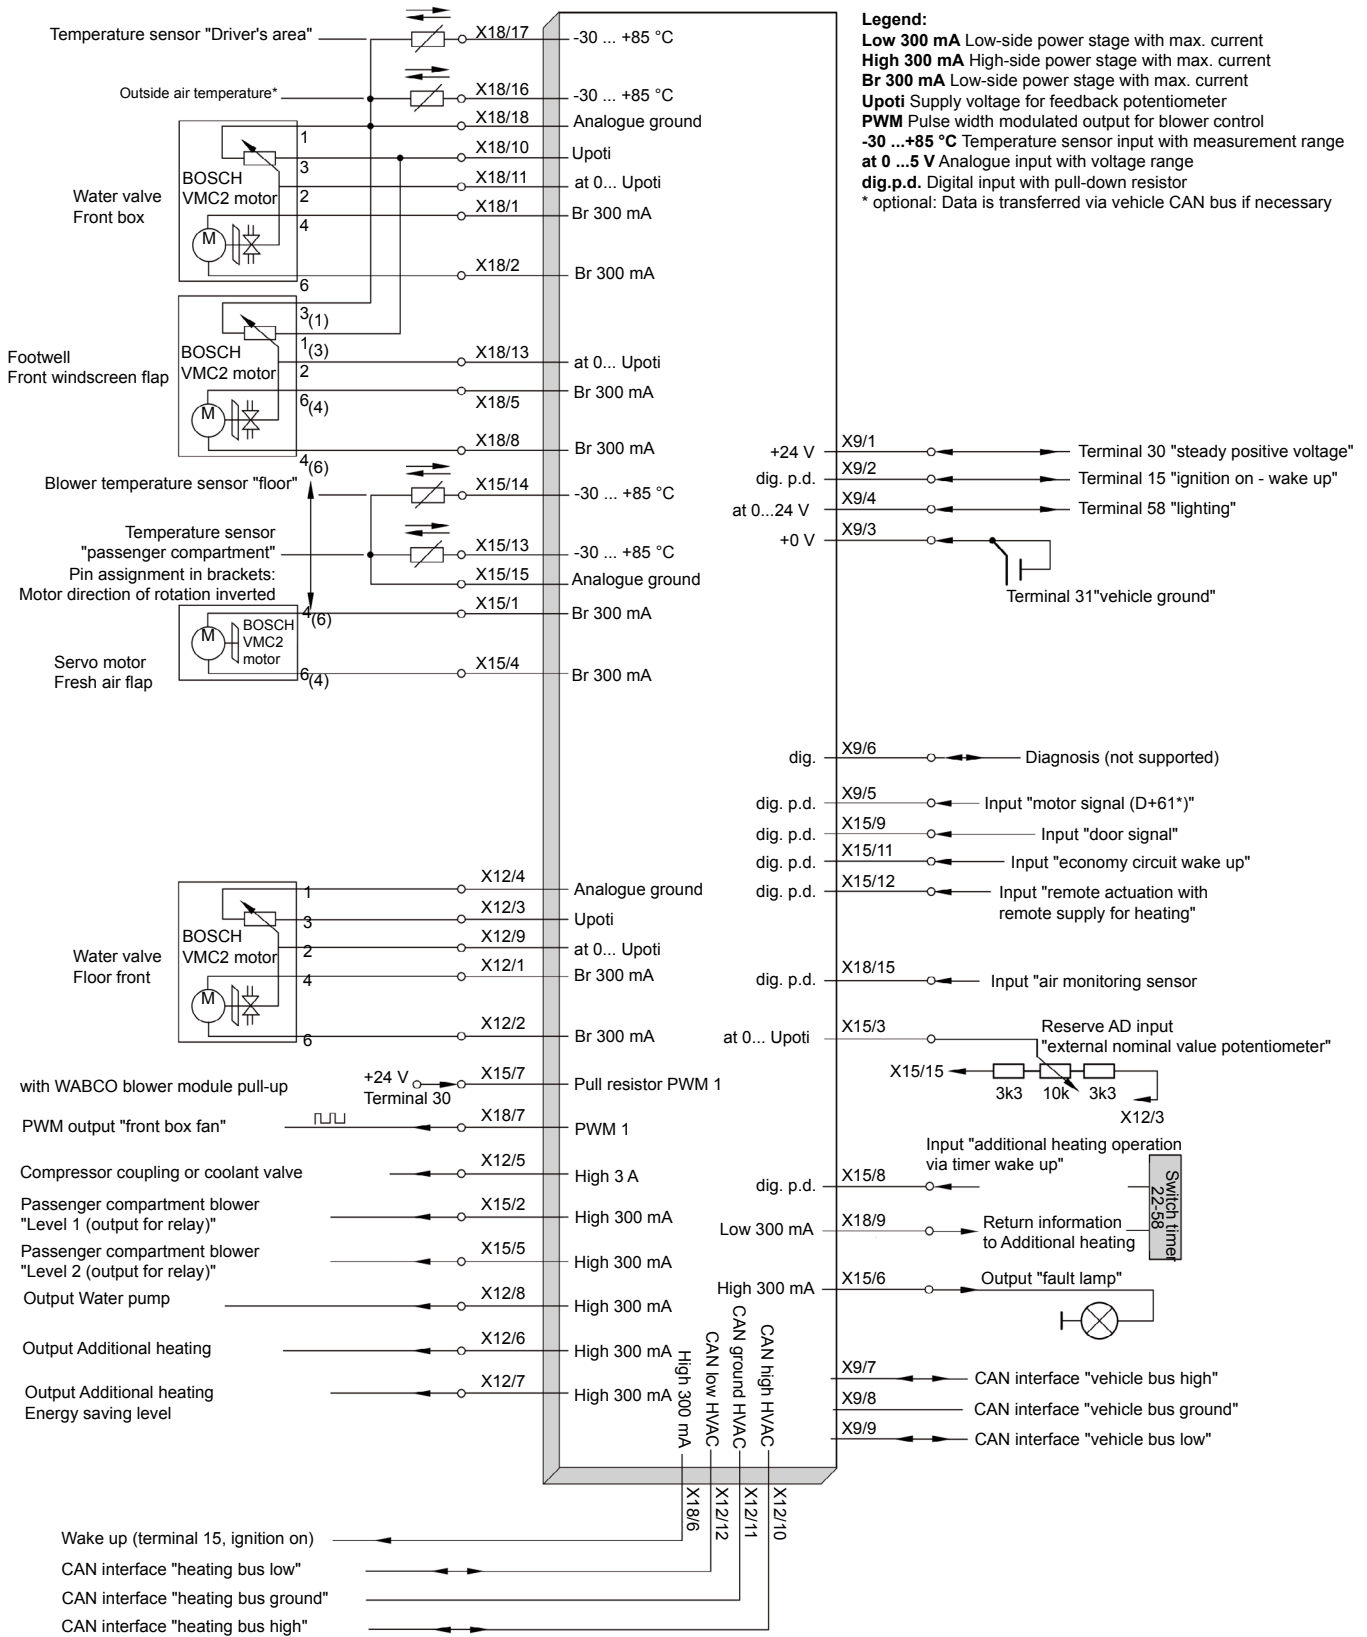 Legend:
Low 300 mA Low-side power stage with max. current
High 300 mA High-side power stage with max. current
Br 300 mA Low-side power stage with max. current
Upoti Supply voltage for feedback potentiometer
PWM Pulse width modulated output for blower control
-30 ...+85 °C Temperature sensor input with measurement range
at 0 ...5 V Analogue input with voltage range
dig.p.d. Digital input with pull-down resistor
* optional: Data is transferred via vehicle CAN bus if necessary
Temperature sensor "Driver's area"
X18/17
-30 ... +85 °C
Outside air temperature*
X18/16
-30 ... +85 °C
X18/18
Analogue ground
1
X18/10
Upoti
3
BOSCH
VMC2 motor
X18/11
at 0... Upoti
2
Water valve
Front box
X18/1
Br 300 mA
4
M
X18/2
Br 300 mA
6
3(1)
1(3)
BOSCH
VMC2 motor
Footwell
Front windscreen flap
X18/13
at 0... Upoti
2
Br 300 mA
6(4)
X18/5
M
X18/8
Br 300 mA
4(6)
Blower temperature sensor "floor"
X15/14
-30 ... +85 °C
Temperature sensor
"passenger compartment"
X15/13
-30 ... +85 °C
Pin assignment in brackets:
Motor direction of rotation inverted
X15/15
Analogue ground
X15/1
Br 300 mA
4(6)
M
BOSCH
VMC2
motor
Servo motor
Fresh air flap
X15/4
Br 300 mA
6(4)
X12/4
Analogue ground
1
X12/3
Upoti
3
BOSCH
VMC2 motor
X12/9
at 0... Upoti
2
Water valve
Floor front
X12/1
Br 300 mA
4
M
X12/2
Br 300 mA
6
with WABCO blower module pull-up
+24 V
Terminal 30
X15/7
Pull resistor PWM 1
PWM output "front box fan"
X18/7
PWM 1
Compressor coupling or coolant valve
X12/5
High 3 A
Passenger compartment blower
"Level 1 (output for relay)"
X15/2
High 300 mA
Passenger compartment blower
"Level 2 (output for relay)"
X15/5
High 300 mA
Output Water pump
X12/8
High 300 mA
Output Additional heating
X12/6
High 300 mA
Output Additional heating
Energy saving level
X12/7
High 300 mA
+24 V
X9/1
Terminal 30 "steady positive voltage"
dig. p.d.
X9/2
Terminal 15 "ignition on - wake up"
at 0...24 V
X9/4
Terminal 58 "lighting"
+0 V
X9/3
Terminal 31"vehicle ground"
dig.
X9/6
Diagnosis (not supported)
dig. p.d.
X9/5
Input "motor signal (D+61*)"
dig. p.d.
X15/9
Input "door signal"
dig. p.d.
X15/11
Input "economy circuit wake up"
dig. p.d.
X15/12
Input "remote actuation with
remote supply for heating"
dig. p.d.
X18/15
Input "air monitoring sensor
at 0... Upoti
X15/3
Reserve AD input
"external nominal value potentiometer"
X15/15
3k3
10k
3k3
X12/3
Input "additional heating operation
via timer wake up"
dig. p.d.
X15/8
Switch timer
22-58
Low 300 mA
X18/9
Return information
to Additional heating
High 300 mA
X15/6
Output "fault lamp"
X9/7
CAN interface "vehicle bus high"
X9/8
CAN interface "vehicle bus ground"
X9/9
CAN interface "vehicle bus low"
High 300 mA
CAN low HVAC
CAN ground HVAC
CAN high HVAC
X18/6
X12/12
X12/11
X12/10
Wake up (terminal 15, ignition on)
CAN interface "heating bus low"
CAN interface "heating bus ground"
CAN interface "heating bus high"